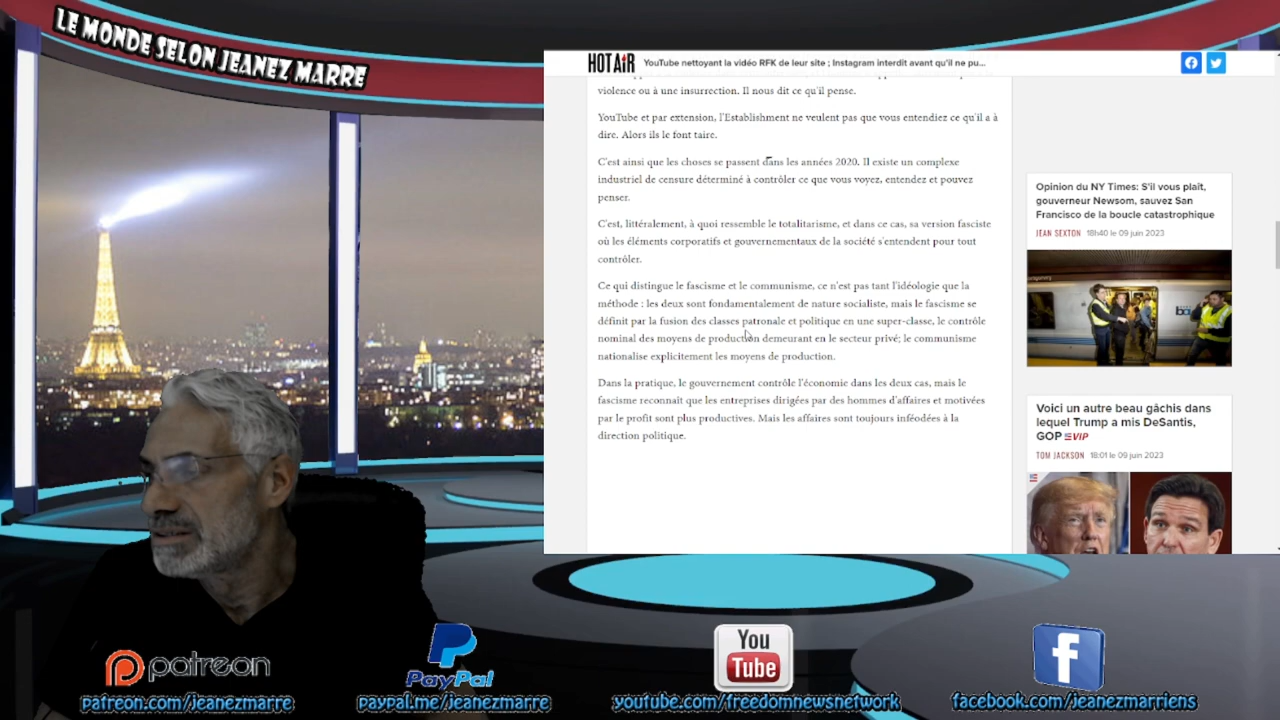 LE MONDE SELON JEANEZ MARRE
HOT AIR
YouTube nettoyant la vidéo RFK de leur site ; Instagram interdit avant qu'il ne pu...
violence ou à une insurrection. Il nous dit ce qu'il pense.
YouTube et par extension, l'Establishment ne veulent pas que vous entendiez ce qu'il a à
dire. Alors ils le font taire.
C'est ainsi que les choses se passent dans les années 2020. Il existe un complexe
industriel de censure déterminé à contrôler ce que vous voyez, entendez et pouvez
penser.
C'est, littéralement, à quoi ressemble le totalitarisme, et dans ce cas, sa version fasciste
où les éléments corporatifs et gouvernementaux de la société s'entendent pour tout
contrôler.
Ce qui distingue le fascisme et le communisme, ce n'est pas tant l'idéologie que la
méthode : les deux sont fondamentalement de nature socialiste, mais le fascisme se
définit par la fusion des classes patronale et politique en une super-classe, le contrôle
nominal des moyens de production demeurant en le secteur privé; le communisme
nationalise explicitement les moyens de production.
Dans la pratique, le gouvernement contrôle l'économie dans les deux cas, mais le
fascisme reconnaît que les entreprises dirigées par des hommes d'affaires et motivées
par le profit sont plus productives. Mais les affaires sont toujours inféodées à la
direction politique.
Opinion du NY Times: S'il vous plaît,
gouverneur Newsom, sauvez San
Francisco de la boucle catastrophique
JEAN SEXTON 18h40 le 09 juin 2023
Voici un autre beau gâchis dans
lequel Trump a mis DeSantis,
GOP VIP
TOM JACKSON 18:01 le 09 juin 2023
patreon
PayPal
You
Tube
patreon.com/jeanezmarre
paypal.me/jeanezmarre
youtube.com/freedomnewsnetwork
facebook.com/jeanezmarriens